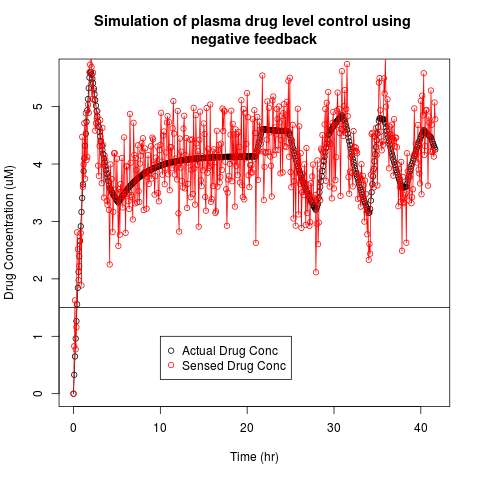 Simulation of plasma drug level control using
negative feedback
Drug Concentration (uM)
5
4
3
2
1
0
Actual Drug Conc
Sensed Drug Conc
0
10
20
30
40
Time (hr)